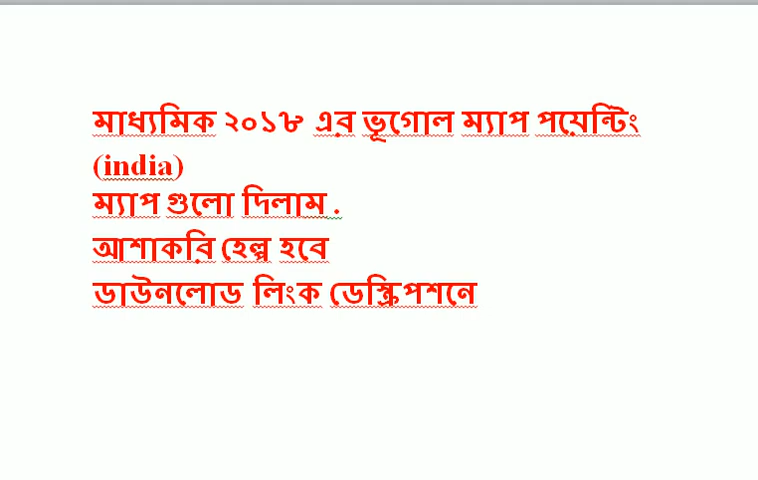 মাধ্যমিক ২০১৮ এর ভূগোল ম্যাপ পয়েন্টিং
(india)
ম্যাপ গুলো দিলাম .
আশাকরি হেল্প হবে
ডাউনলোড লিংক ডেস্ক্রিপশনে